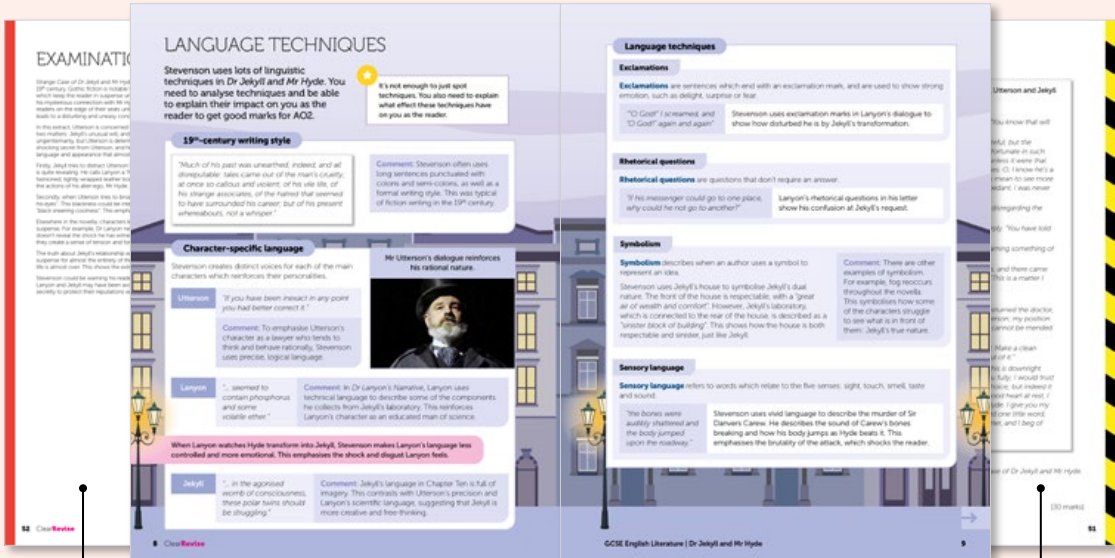 EXAMINATI
LANGUAGE TECHNIQUES
Stevenson uses lots of linguistic
techniques in Dr Jekyll and Mr Hyde. You
need to analyse techniques and be able
to explain their impact on you as the
reader to get good marks for AO2.
It's not enough to just spot
techniques. You also need to explain
what effect these techniques have
on you as the reader.
19th-century writing style
"Much of his past was unearthed, indeed, and all
disreputable: tales came out of the man's cruelty,
at once so callous and violent; of his vile life, of
his strange associates, of the hatred that seemed
to have surrounded his career; but of his present
whereabouts, not a whisper."
Comment: Stevenson often uses
long sentences punctuated with
colons and semi-colons, as well as a
formal writing style. This was typical
of fiction writing in the 19th century.
Character-specific language
Stevenson creates distinct voices for each of the main
characters which reinforces their personalities.
Mr Utterson's dialogue reinforces
his rational nature.
Utterson
"If you have been inexact in any point
you had better correct it."
Comment: To emphasise Utterson's
character as a lawyer who tends to
think and behave rationally, Stevenson
uses precise, logical language.
Lanyon
"... seemed to
contain phosphorus
and some
volatile ether."
Comment: In Dr Lanyon's Narrative, Lanyon uses
technical language to describe some of the components
he collects from Jekyll's laboratory. This reinforces
Lanyon's character as an educated man of science.
When Lanyon watches Hyde transform into Jekyll, Stevenson makes Lanyon's language less
controlled and more emotional. This emphasises the shock and disgust Lanyon feels.
Jekyll
"... in the agonised
womb of consciousness,
these polar twins should
be struggling."
Comment: Jekyll's language in Chapter Ten is full of
imagery. This contrasts with Utterson's precision and
Lanyon's scientific language, suggesting that Jekyll is
more creative and free-thinking.
52 ClearRevise
8 ClearRevise
Language techniques
Exclamations
Exclamations are sentences which end with an exclamation mark, and are used to show strong
emotion, such as delight, surprise or fear.
"'O God!' I screamed, and
'O God!' again and again"
Stevenson uses exclamation marks in Lanyon's dialogue to
show how disturbed he is by Jekyll's transformation.
Rhetorical questions
Rhetorical questions are questions that don't require an answer.
"If his messenger could go to one place,
why could he not go to another?"
Lanyon's rhetorical questions in his letter
show his confusion at Jekyll's request.
Symbolism
Symbolism describes when an author uses a symbol to
represent an idea.
Stevenson uses Jekyll's house to symbolise Jekyll's dual
nature. The front of the house is respectable, with a "great
air of wealth and comfort". However, Jekyll's laboratory,
which is connected to the rear of the house, is described as a
"sinister block of building". This shows how the house is both
respectable and sinister, just like Jekyll.
Comment: There are other
examples of symbolism.
For example, fog reoccurs
throughout the novella.
This symbolises how some
of the characters struggle
to see what is in front of
them: Jekyll's true nature.
Sensory language
Sensory language refers to words which relate to the five senses: sight, touch, smell, taste
and sound.
"the bones were
audibly shattered and
the body jumped
upon the roadway."
Stevenson uses vivid language to describe the murder of Sir
Danvers Carew. He describes the sound of Carew's bones
breaking and how his body jumps as Hyde beats it. This
emphasises the brutality of the attack, which shocks the reader.
GCSE English Literature | Dr Jekyll and Mr Hyde
9
Utterson and Jekyll
[30 marks]
51